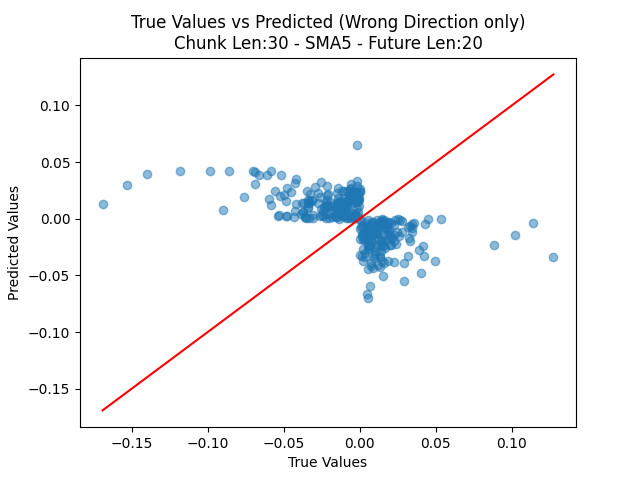 True Values vs Predicted (Wrong Direction only)
Chunk Len:30 - SMA5 - Future Len:20
0.10
0.05
0.00
−0.05
−0.10
−0.15
Predicted Values
−0.15 −0.10 −0.05 0.00 0.05 0.10
True Values